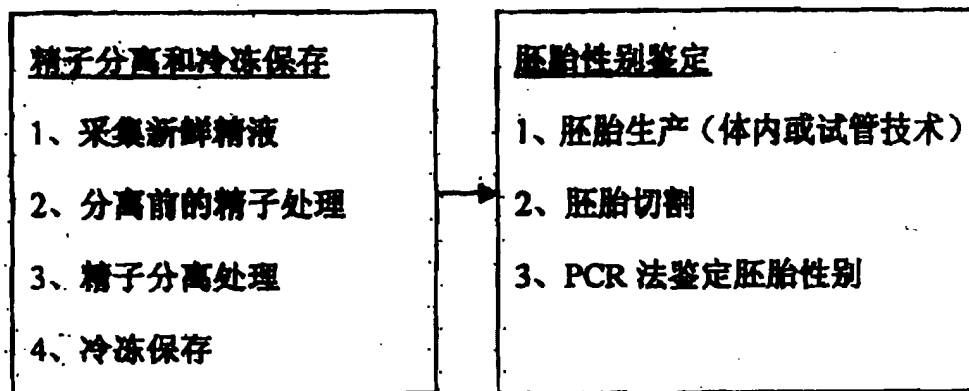 精子分离和冷冻保存
1、采集新鲜精液
2、分离前的精子处理
3、精子分离处理
4、冷冻保存
胚胎性别鉴定
1、胚胎生产（体内或试管技术）
2、胚胎切割
3、PCR 法鉴定胚胎性别